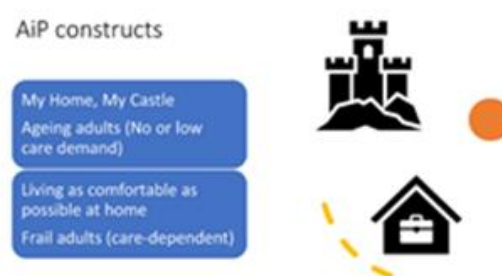 AiP constructs
My Home, My Castle
Ageing adults (No or low
care demand)
Living as comfortable as
possible at home
Frail adults (care-dependent)